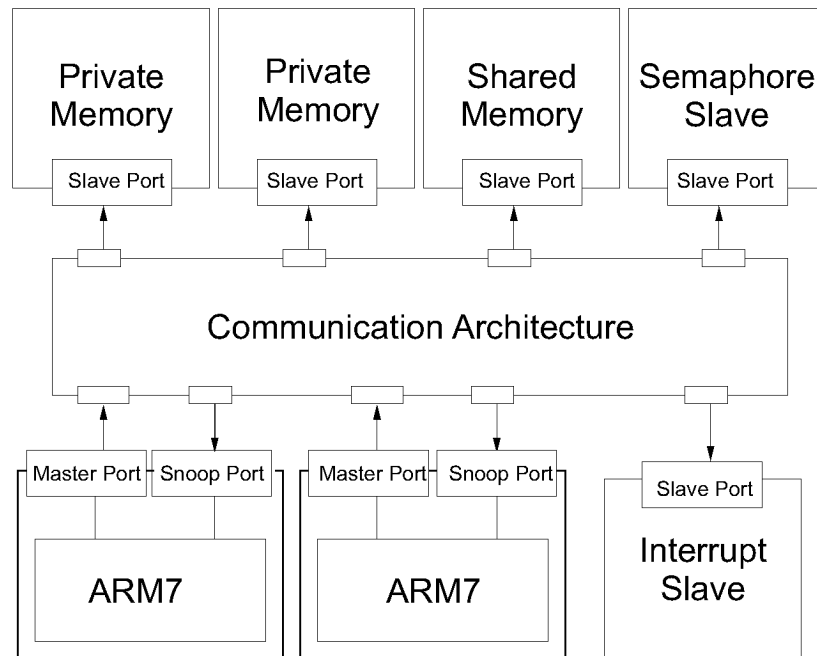 Private
Memory
Slave Port
Private
Memory
Slave Port
Shared
Memory
Slave Port
Semaphore
Slave
Slave Port
Communication Architecture
Master Port
Snoop Port
ARM7
Master Port
Snoop Port
ARM7
Slave Port
Interrupt
Slave